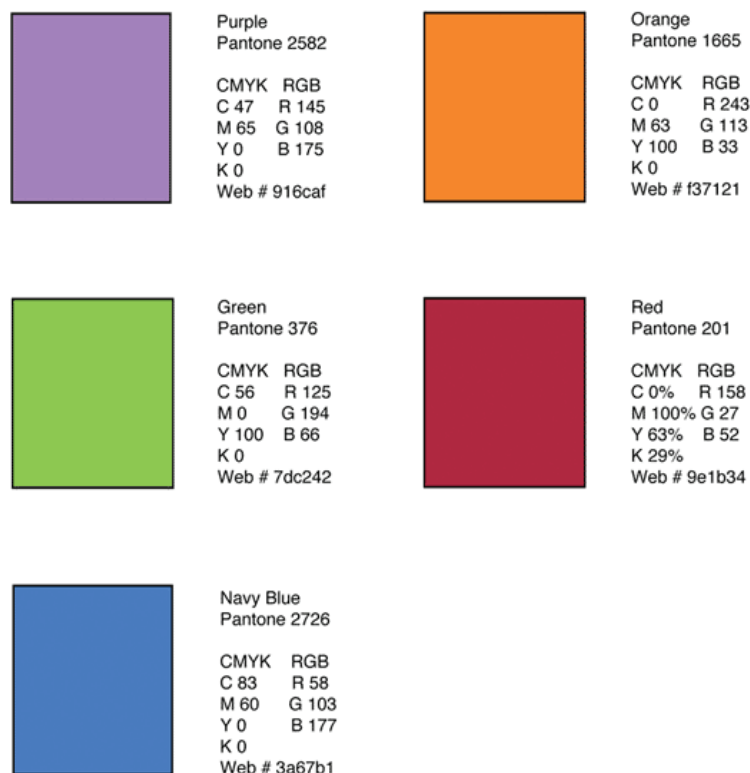 Purple
Pantone 2582
CMYK RGB
C 47 R 145
M 65 G 108
Y 0 B 175
K 0
Web # 916caf
Orange
Pantone 1665
CMYK RGB
C 0 R 243
M 63 G 113
Y 100 B 33
K 0
Web # f37121
Green
Pantone 376
CMYK RGB
C 56 R 125
M 0 G 194
Y 100 B 66
K 0
Web # 7dc242
Red
Pantone 201
CMYK RGB
C 0% R 158
M 100% G 27
Y 63% B 52
K 29%
Web # 9e1b34
Navy Blue
Pantone 2726
CMYK RGB
C 83 R 58
M 60 G 103
Y 0 B 177
K 0
Web # 3a67b1